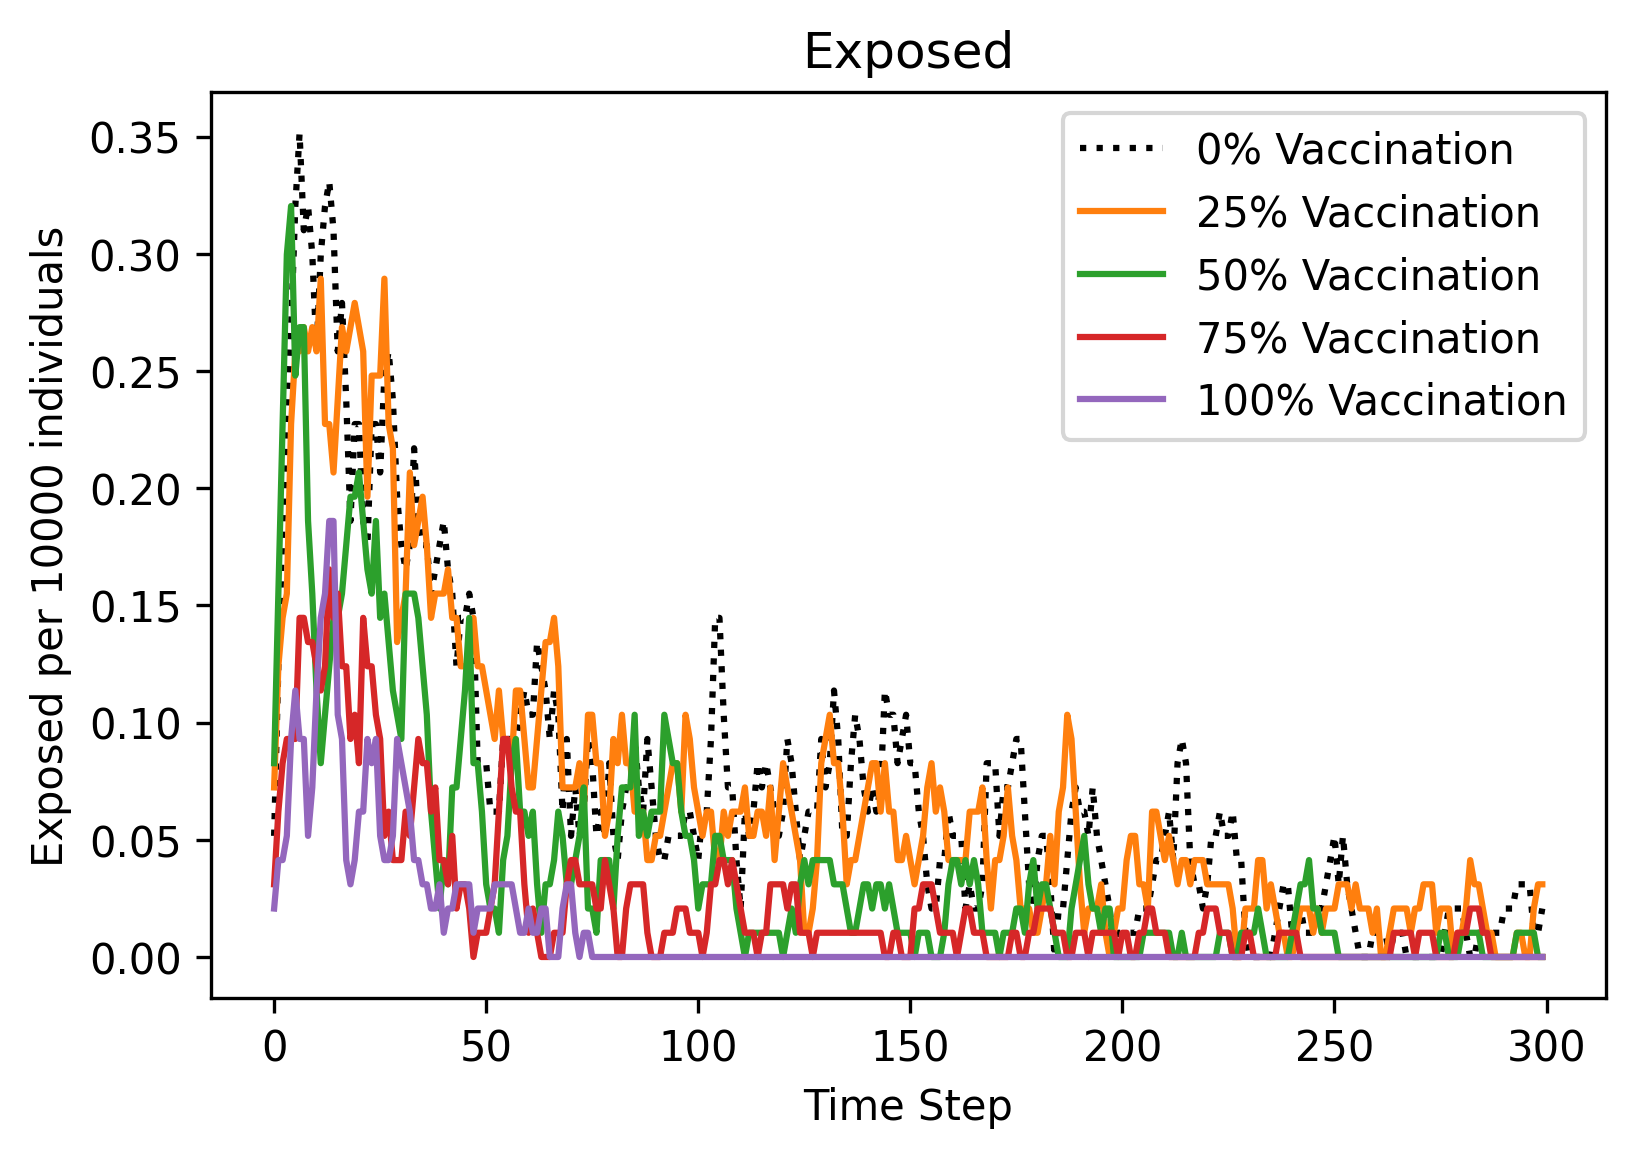 Exposed
Exposed per 10000 individuals
0.35
0.30
0.25
0.20
0.15
0.10
0.05
0.00
0% Vaccination
25% Vaccination
50% Vaccination
75% Vaccination
100% Vaccination
0 50 100 150 200 250 300
Time Step